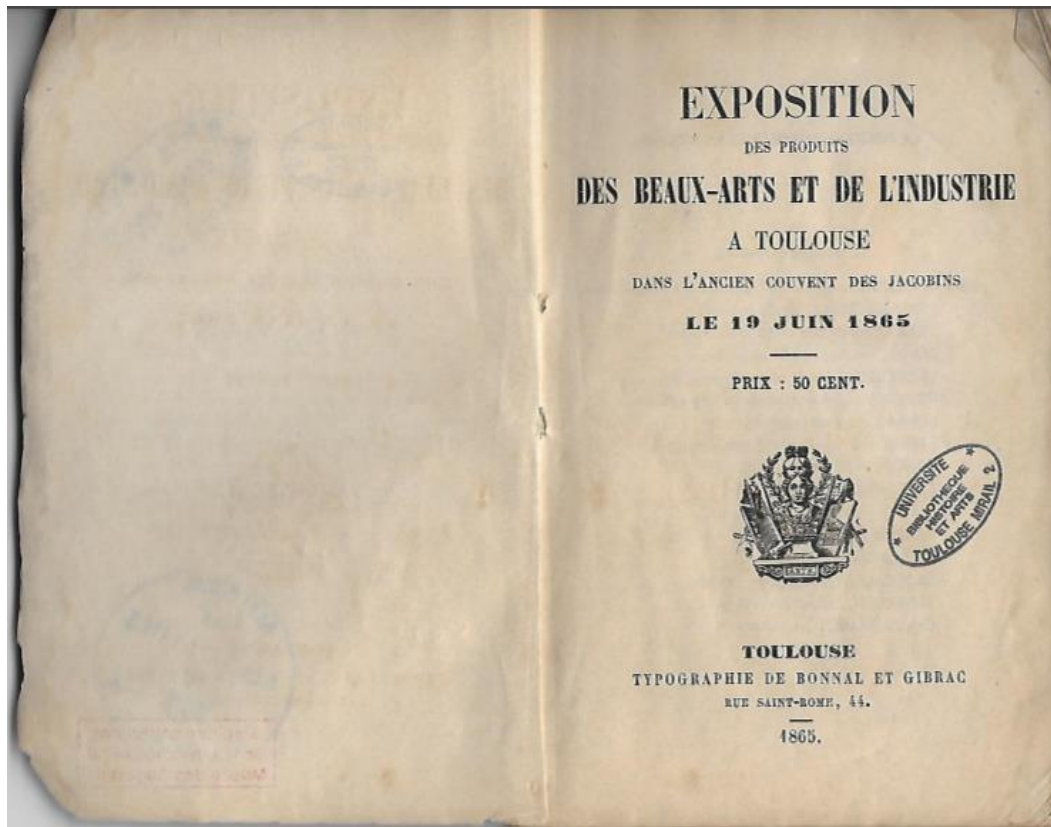 EXPOSITION
DES PRODUITS
DES BEAUX-ARTS ET DE L'INDUSTRIE
A TOULOUSE
DANS L'ANCIEN COUVENT DES JACOBINS
LE 19 JUIN 1865
PRIX : 50 CENT.
UNIVERSITE
BIBLIOTHEQUE
HISTOIRE
ET ARTS
TOULOUSE MIRAIL 2
TOULOUSE
TYPOGRAPHIE DE BONNAL ET GIBRAC
RUE SAINT-ROME, 44.
1865.